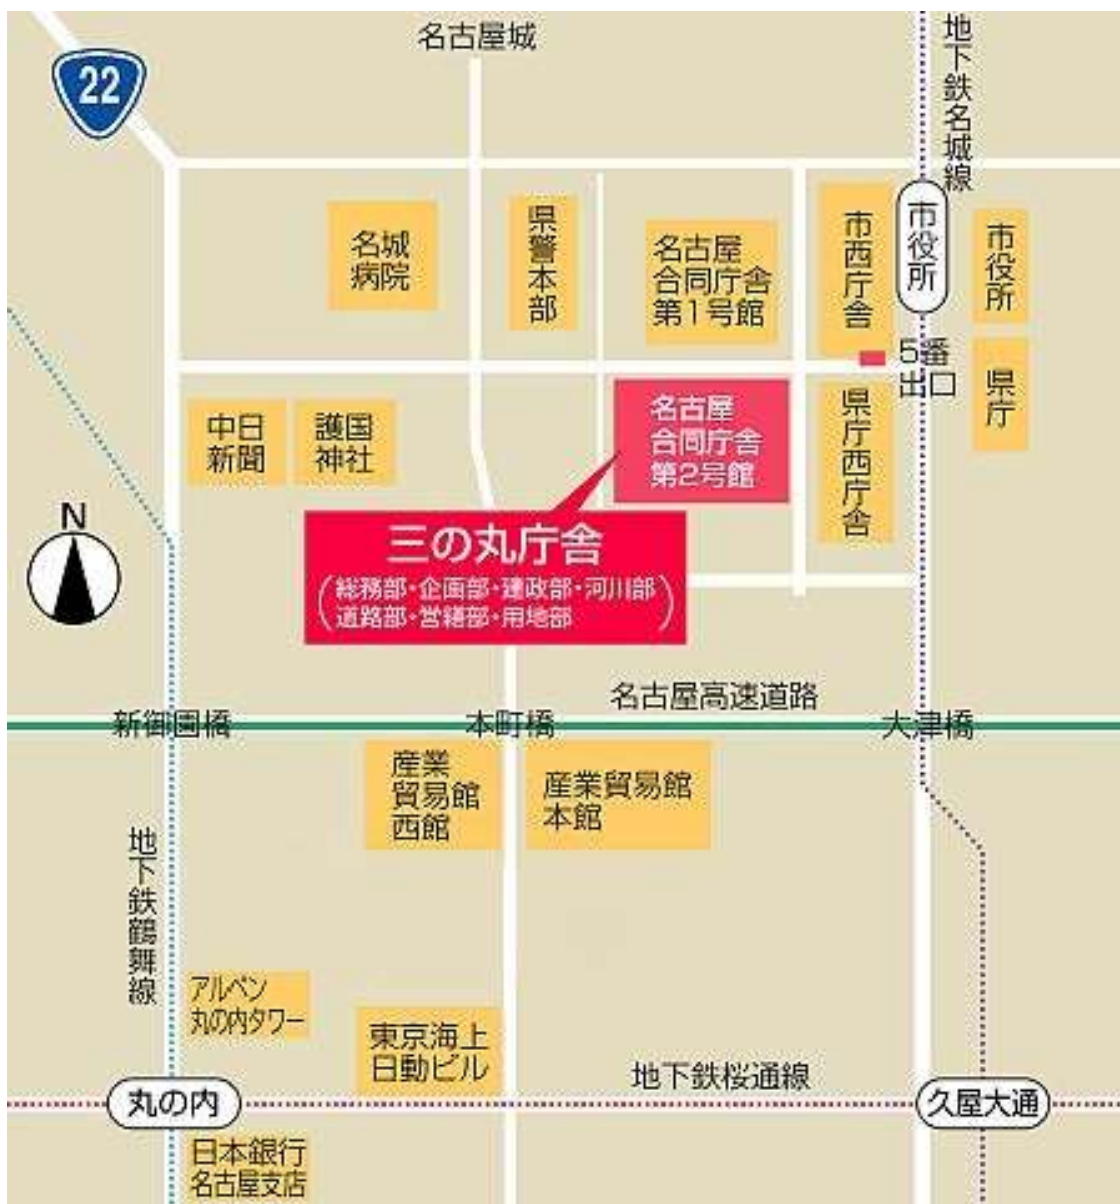 名古屋城
22
地下鉄名城線
市役所
名城
病院
県警本部
名古屋
合同庁舎
第1号館
市西庁舎
市役所
5番
出口
中日
新聞
護国
神社
名古屋
合同庁舎
第2号館
県庁西庁舎
県庁
N
三の丸庁舎
(総務部・企画部・建政部・河川部
道路部・営繕部・用地部)
名古屋高速道路
新御園橋
本町橋
大津橋
産業
貿易館
西館
産業貿易館
本館
地下鉄鶴舞線
アルペン
丸の内タワー
東京海上
日動ビル
地下鉄桜通線
丸の内
久屋大通
日本銀行
名古屋支店